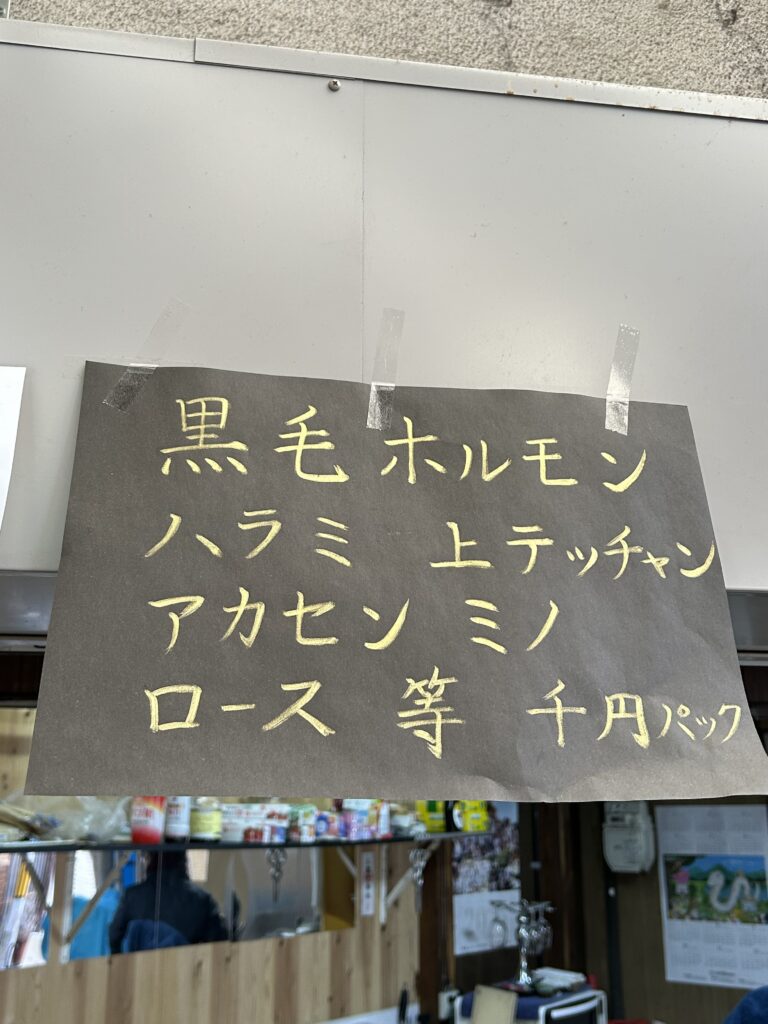 黒毛 ホルモン
ハラミ 上テッチャン
アカセン ミノ
ロース 等 千円パック